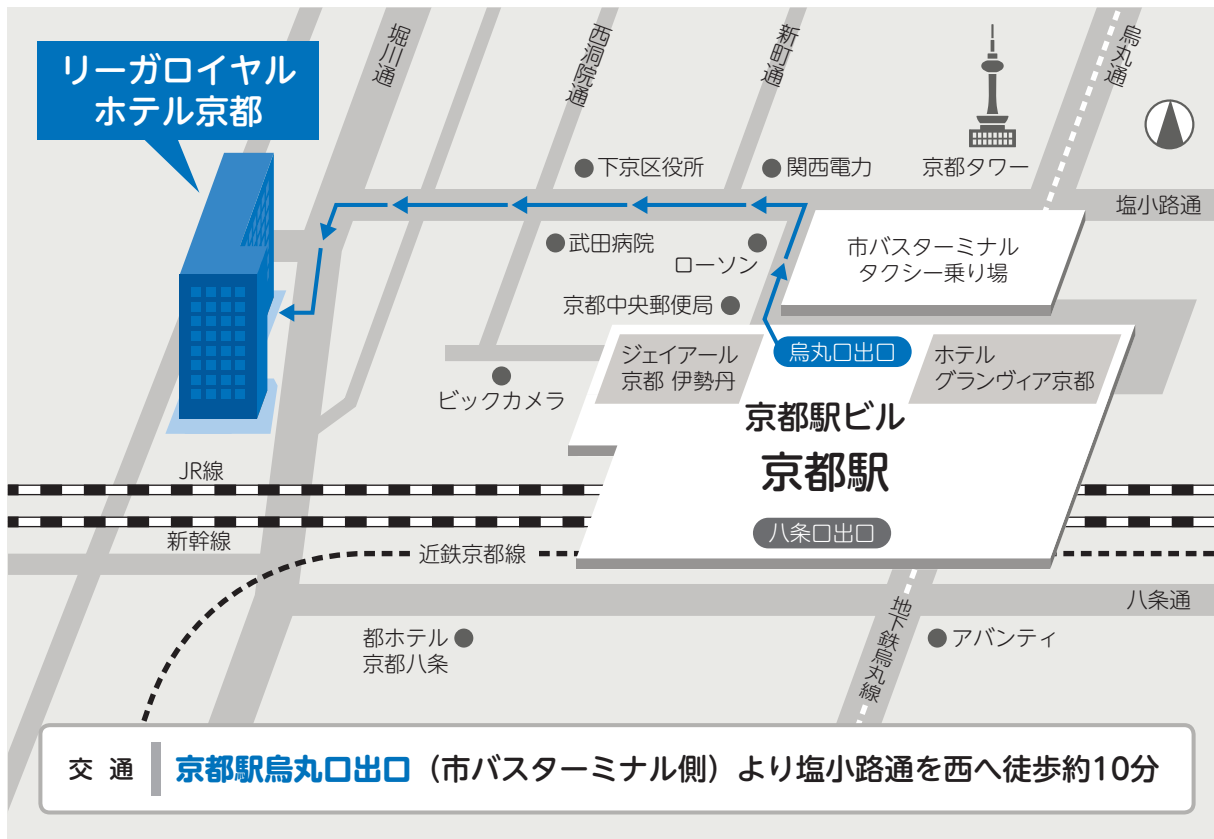 リーガロイヤル
ホテル京都
堀川通
西洞院通
新町通
烏丸通
京都タワー
下京区役所
関西電力
塩小路通
武田病院
ローソン
市バスターミナル
タクシー乗り場
京都中央郵便局
ジェイアール
京都 伊勢丹
烏丸口出口
ホテル
グランヴィア京都
ビックカメラ
京都駅ビル
京都駅
JR線
八条口出口
新幹線
近鉄京都線
八条通
地下鉄烏丸線
都ホテル
京都八条
アバンティ
交通 京都駅烏丸口出口（市バスターミナル側）より塩小路通を西へ徒歩約10分